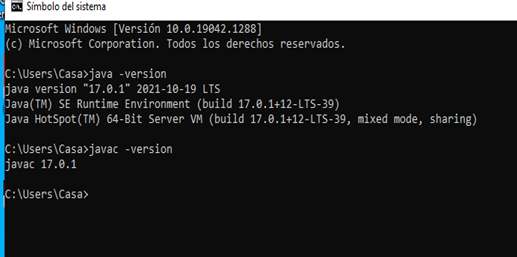 Símbolo del sistema
Microsoft Windows [Versión 10.0.19042.1288]
(c) Microsoft Corporation. Todos los derechos reservados.
C:\Users\Casa>java -version
java version "17.0.1" 2021-10-19 LTS
Java(TM) SE Runtime Environment (build 17.0.1+12-LTS-39)
Java HotSpot(TM) 64-Bit Server VM (build 17.0.1+12-LTS-39, mixed mode, sharing)
C:\Users\Casa>javac -version
javac 17.0.1
C:\Users\Casa>